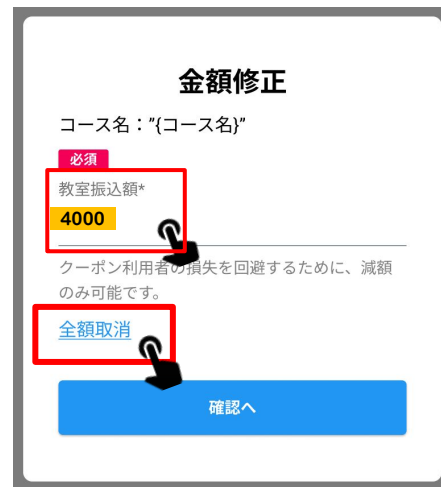 金額修正
コース名："{コース名}"
必須
教室振込額*
4000
クーポン利用者の損失を回避するために、減額
のみ可能です。
全額取消
確認へ